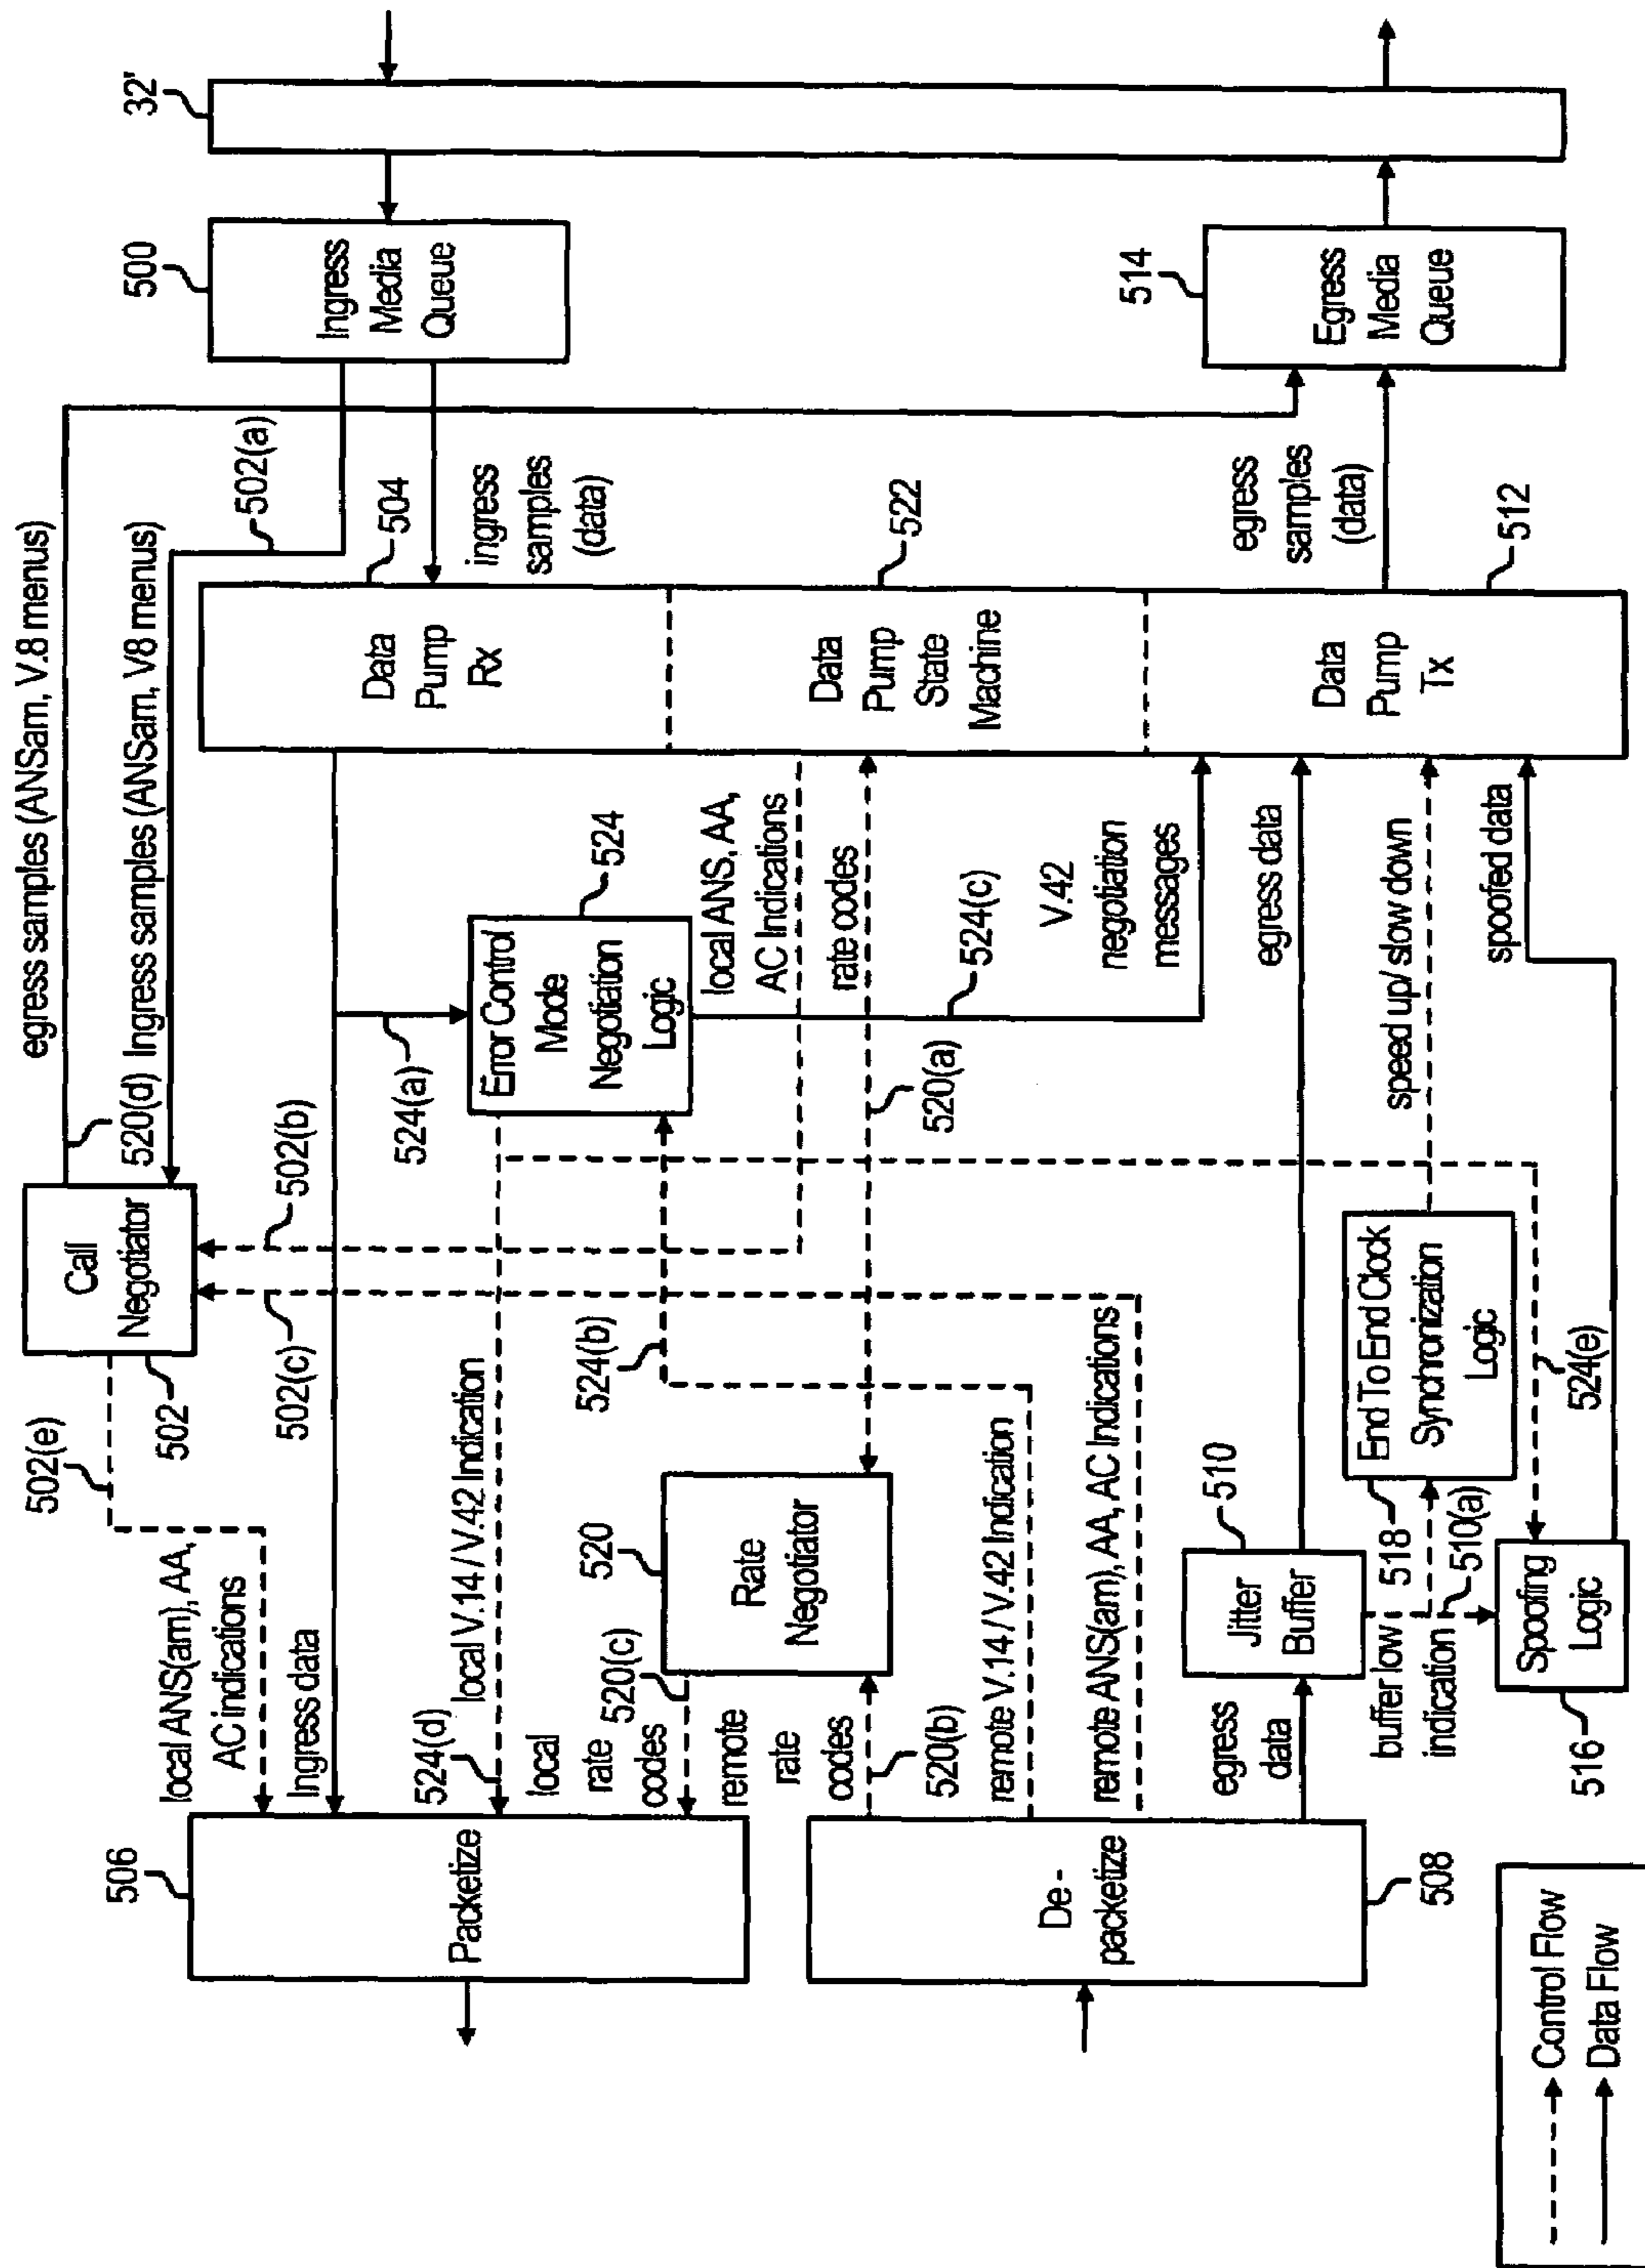 32'
500
Ingress
Media
Queue
514
Egress
Media
Queue
egress samples (ANSam, V.8 menus)
520(d)
Ingress samples (ANSam, V8 menus)
502(a)
504
ingress
samples
(data)
522
egress
samples
(data)
512
Data
Pump
Rx
Data
Pump
State
Machine
Data
Pump
Tx
Call
Negotiator
502
502(b)
502(c)
502(e)
524(a)
524
Error Control
Mode
Negotiation
Logic
local ANS, AA,
AC Indications
rate codes
524(c)
V.42
negotiation
messages
egress data
speed up/ slow down
spoofed data
520(a)
524(b)
local V.14 / V.42 Indication
524(d)
520
Rate
Negotiator
520(c)
local
rate
codes
remote
rate
codes
520(b)
remote V.14 / V.42 Indication
remote ANS(am), AA, AC Indications
local ANS(am), AA,
AC indications
Ingress data
510
Jitter
Buffer
End To End Clock
Synchronization
Logic
518
524(e)
510(a)
buffer low
indication
Spoofing
Logic
516
egress
data
506
Packetize
De -
packetize
508
Control Flow
Data Flow